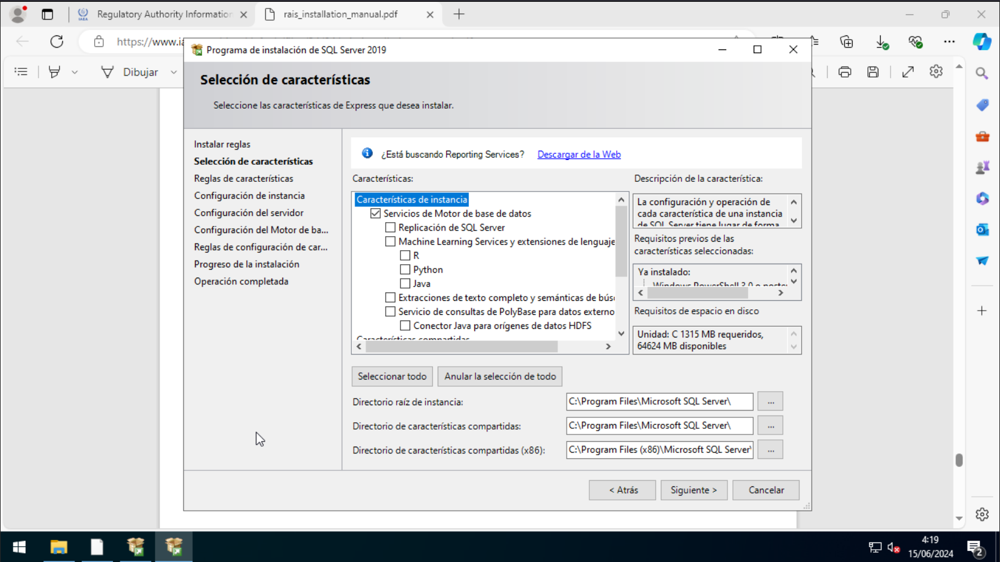 Regulatory Authority Information
rais_installation_manual.pdf
https://www.ia
Dibujar
Programa de instalación de SQL Server 2019
Selección de características
Seleccione las características de Express que desea instalar.
Instalar reglas
Selección de características
Reglas de características
Configuración de instancia
Configuración del servidor
Configuración del Motor de ba...
Reglas de configuración de car...
Progreso de la instalación
Operación completada
¿Está buscando Reporting Services? Descargar de la Web
Características:
Características de instancia
Servicios de Motor de base de datos
Replicación de SQL Server
Machine Learning Services y extensiones de lenguaje
R
Python
Java
Extracciones de texto completo y semánticas de bús
Servicio de consultas de PolyBase para datos externo
Conector Java para orígenes de datos HDFS
Características compartidas
Descripción de la característica:
La configuración y operación de
cada característica de una instancia
de SQL Server tiene lugar de forma
Requisitos previos de las
características seleccionadas:
Ya instalado:
Windows PowerShell 3.0 o poste
Requisitos de espacio en disco
Unidad: C 1315 MB requeridos,
64624 MB disponibles
Seleccionar todo
Anular la selección de todo
Directorio raíz de instancia:
C:\Program Files\Microsoft SQL Server\
...
Directorio de características compartidas:
C:\Program Files\Microsoft SQL Server\
...
Directorio de características compartidas (x86):
C:\Program Files (x86)\Microsoft SQL Server\
...
< Atrás
Siguiente >
Cancelar
4:19
15/06/2024
2